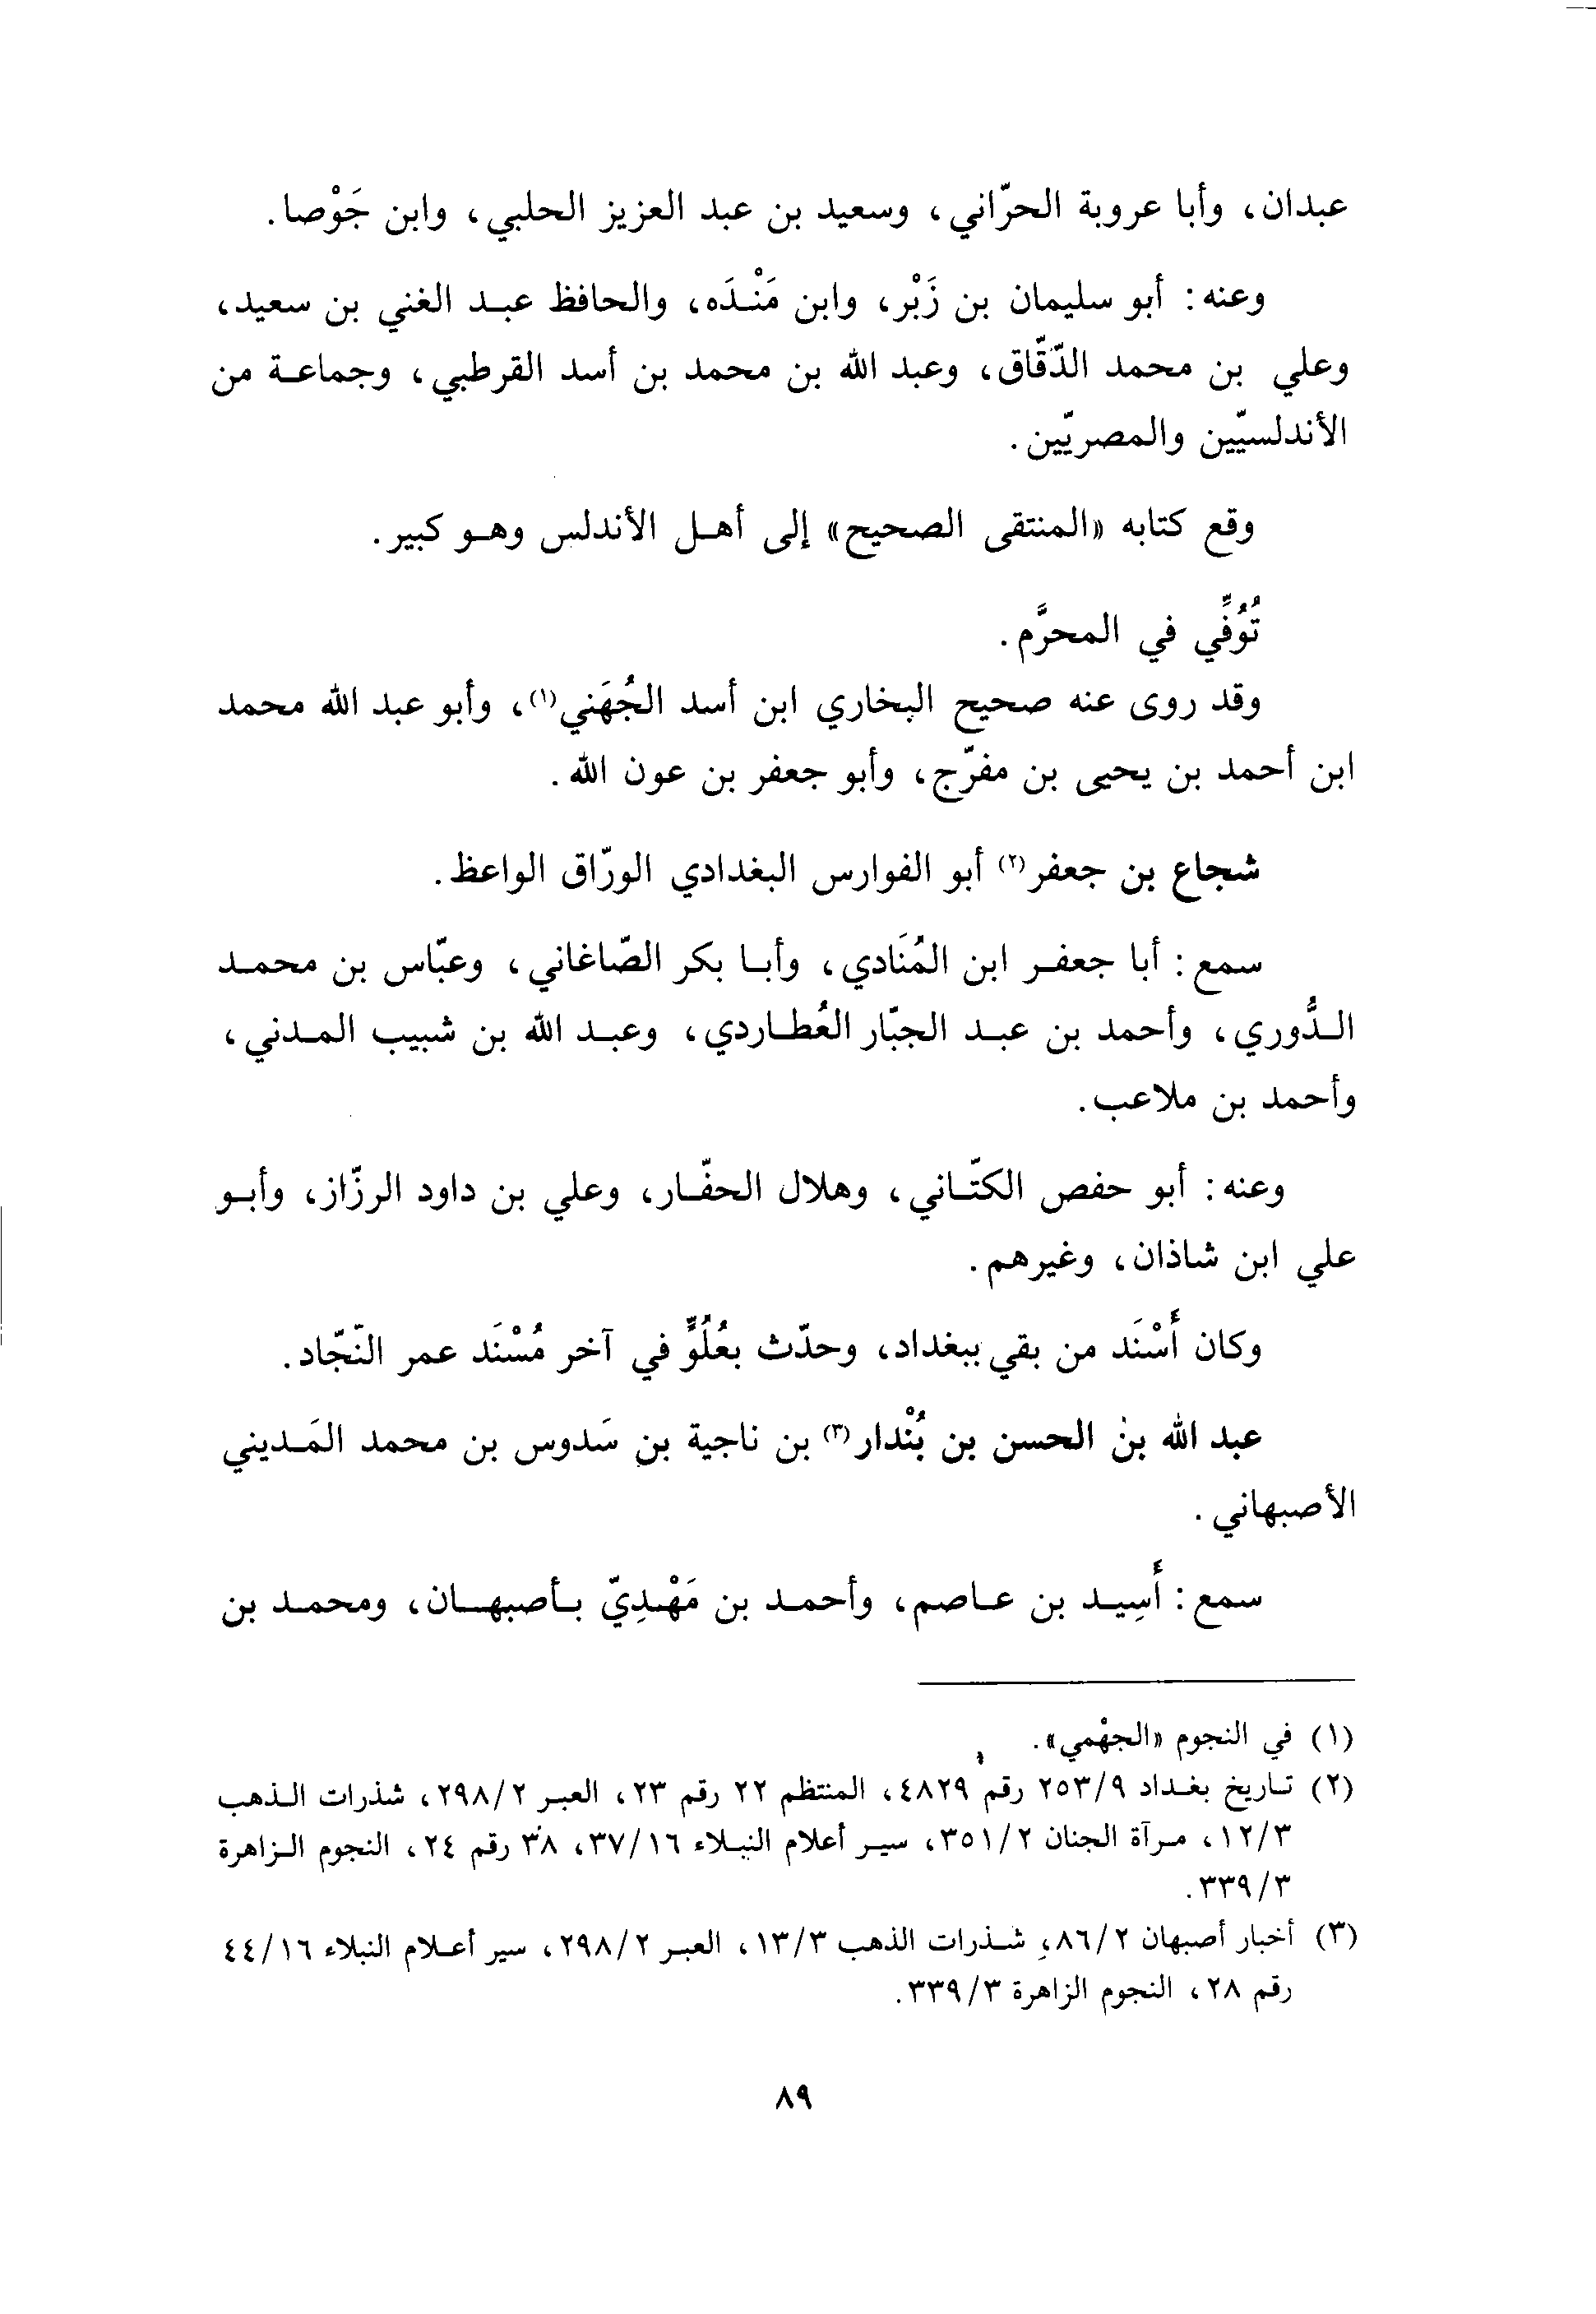 عبدان، وأبا عروبة الحرّاني، وسعيد بن عبد العزيز الحلبي، وابن جَوْصا.
وعنه: أبو سليمان بن زَبْر، وابن مَنْدَه، والحافظ عبد الغني بن سعيد،
وعلي بن محمد الدّقّاق، وعبد الله بن محمد بن أسد القرطبي، وجماعة من
الأندلسيّين والمصريّين.
وقع كتابه «المنتقى الصحيح» إلى أهل الأندلس وهو كبير.
تُوُفِّي في المحرَّم.
وقد روى عنه صحيح البخاري ابن أسد الجُهَني(١)، وأبو عبد الله محمد
ابن أحمد بن يحيى بن مفرّج، وأبو جعفر بن عون الله.
شجاع بن جعفر(٢) أبو الفوارس البغدادي الورّاق الواعظ.
سمع: أبا جعفر ابن المُنَادي، وأبا بكر الصّاغاني، وعبّاس بن محمد
الدُّوري، وأحمد بن عبد الجبّار العُطاردي، وعبد الله بن شبيب المدني،
وأحمد بن ملاعب.
وعنه: أبو حفص الكتّاني، وهلال الحفّار، وعلي بن داود الرزّاز، وأبو
علي ابن شاذان، وغيرهم.
وكان أَسْنَد من بقي ببغداد، وحدّث بعُلُوٍّ في آخر مُسْنَد عمر النّجّاد.
عبد الله بن الحسن بن بُنْدار(٣) بن ناجية بن سَدوس بن محمد المَديني
الأصبهاني.
سمع: أَسِيد بن عاصم، وأحمد بن مَهْدِيّ بأصبهان، ومحمد بن
(١) في النجوم «الجهْمي».
(٢) تاريخ بغداد ٢٥٣/٩ رقم ٤٨٢٩، المنتظم ٢٢ رقم ٢٣، العبر ٢٩٨/٢، شذرات الذهب
١٢/٣، مرآة الجنان ٣٥١/٢، سير أعلام النبلاء ٣٧/١٦، ٣٨ رقم ٢٤، النجوم الزاهرة
٣٣٩/٣.
(٣) أخبار أصبهان ٨٦/٢، شذرات الذهب ١٣/٣، العبر ٢٩٨/٢، سير أعلام النبلاء ٤٤/١٦
رقم ٢٨، النجوم الزاهرة ٣٣٩/٣.
٨٩